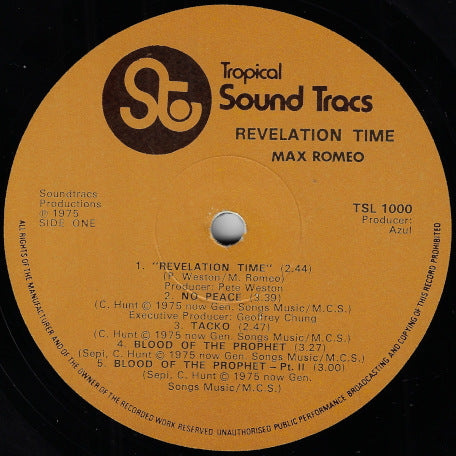 St
Tropical
Sound Tracs
REVELATION TIME
MAX ROMEO
Soundtracs
Productions
℗ 1975
SIDE ONE
TSL 1000
Producer:
Azul
1. "REVELATION TIME" (2.44)
(P. Weston/M. Romeo)
Producer: Pete Weston
2. NO PEACE (3.39)
(C. Hunt © 1975 now Gen. Songs Music/M.C.S.)
Executive Producer: Geoffrey Chung
3. TACKO (2.47)
(C. Hunt © 1975 now Gen. Songs Music/M.C.S.)
4. BLOOD OF THE PROPHET (3.27)
(Sepi, C. Hunt © 1975 now Gen. Songs Music/M.C.S.)
5. BLOOD OF THE PROPHET – Pt. II (3.00)
(Sepi, C. Hunt © 1975 now Gen.
Songs Music/M.C.S.)
ALL RIGHTS OF THE MANUFACTURER AND OF THE OWNER OF THE RECORDED WORK RESERVED UNAUTHORISED PUBLIC PERFORMANCE BROADCASTING AND COPYING OF THIS RECORD PROHIBITED